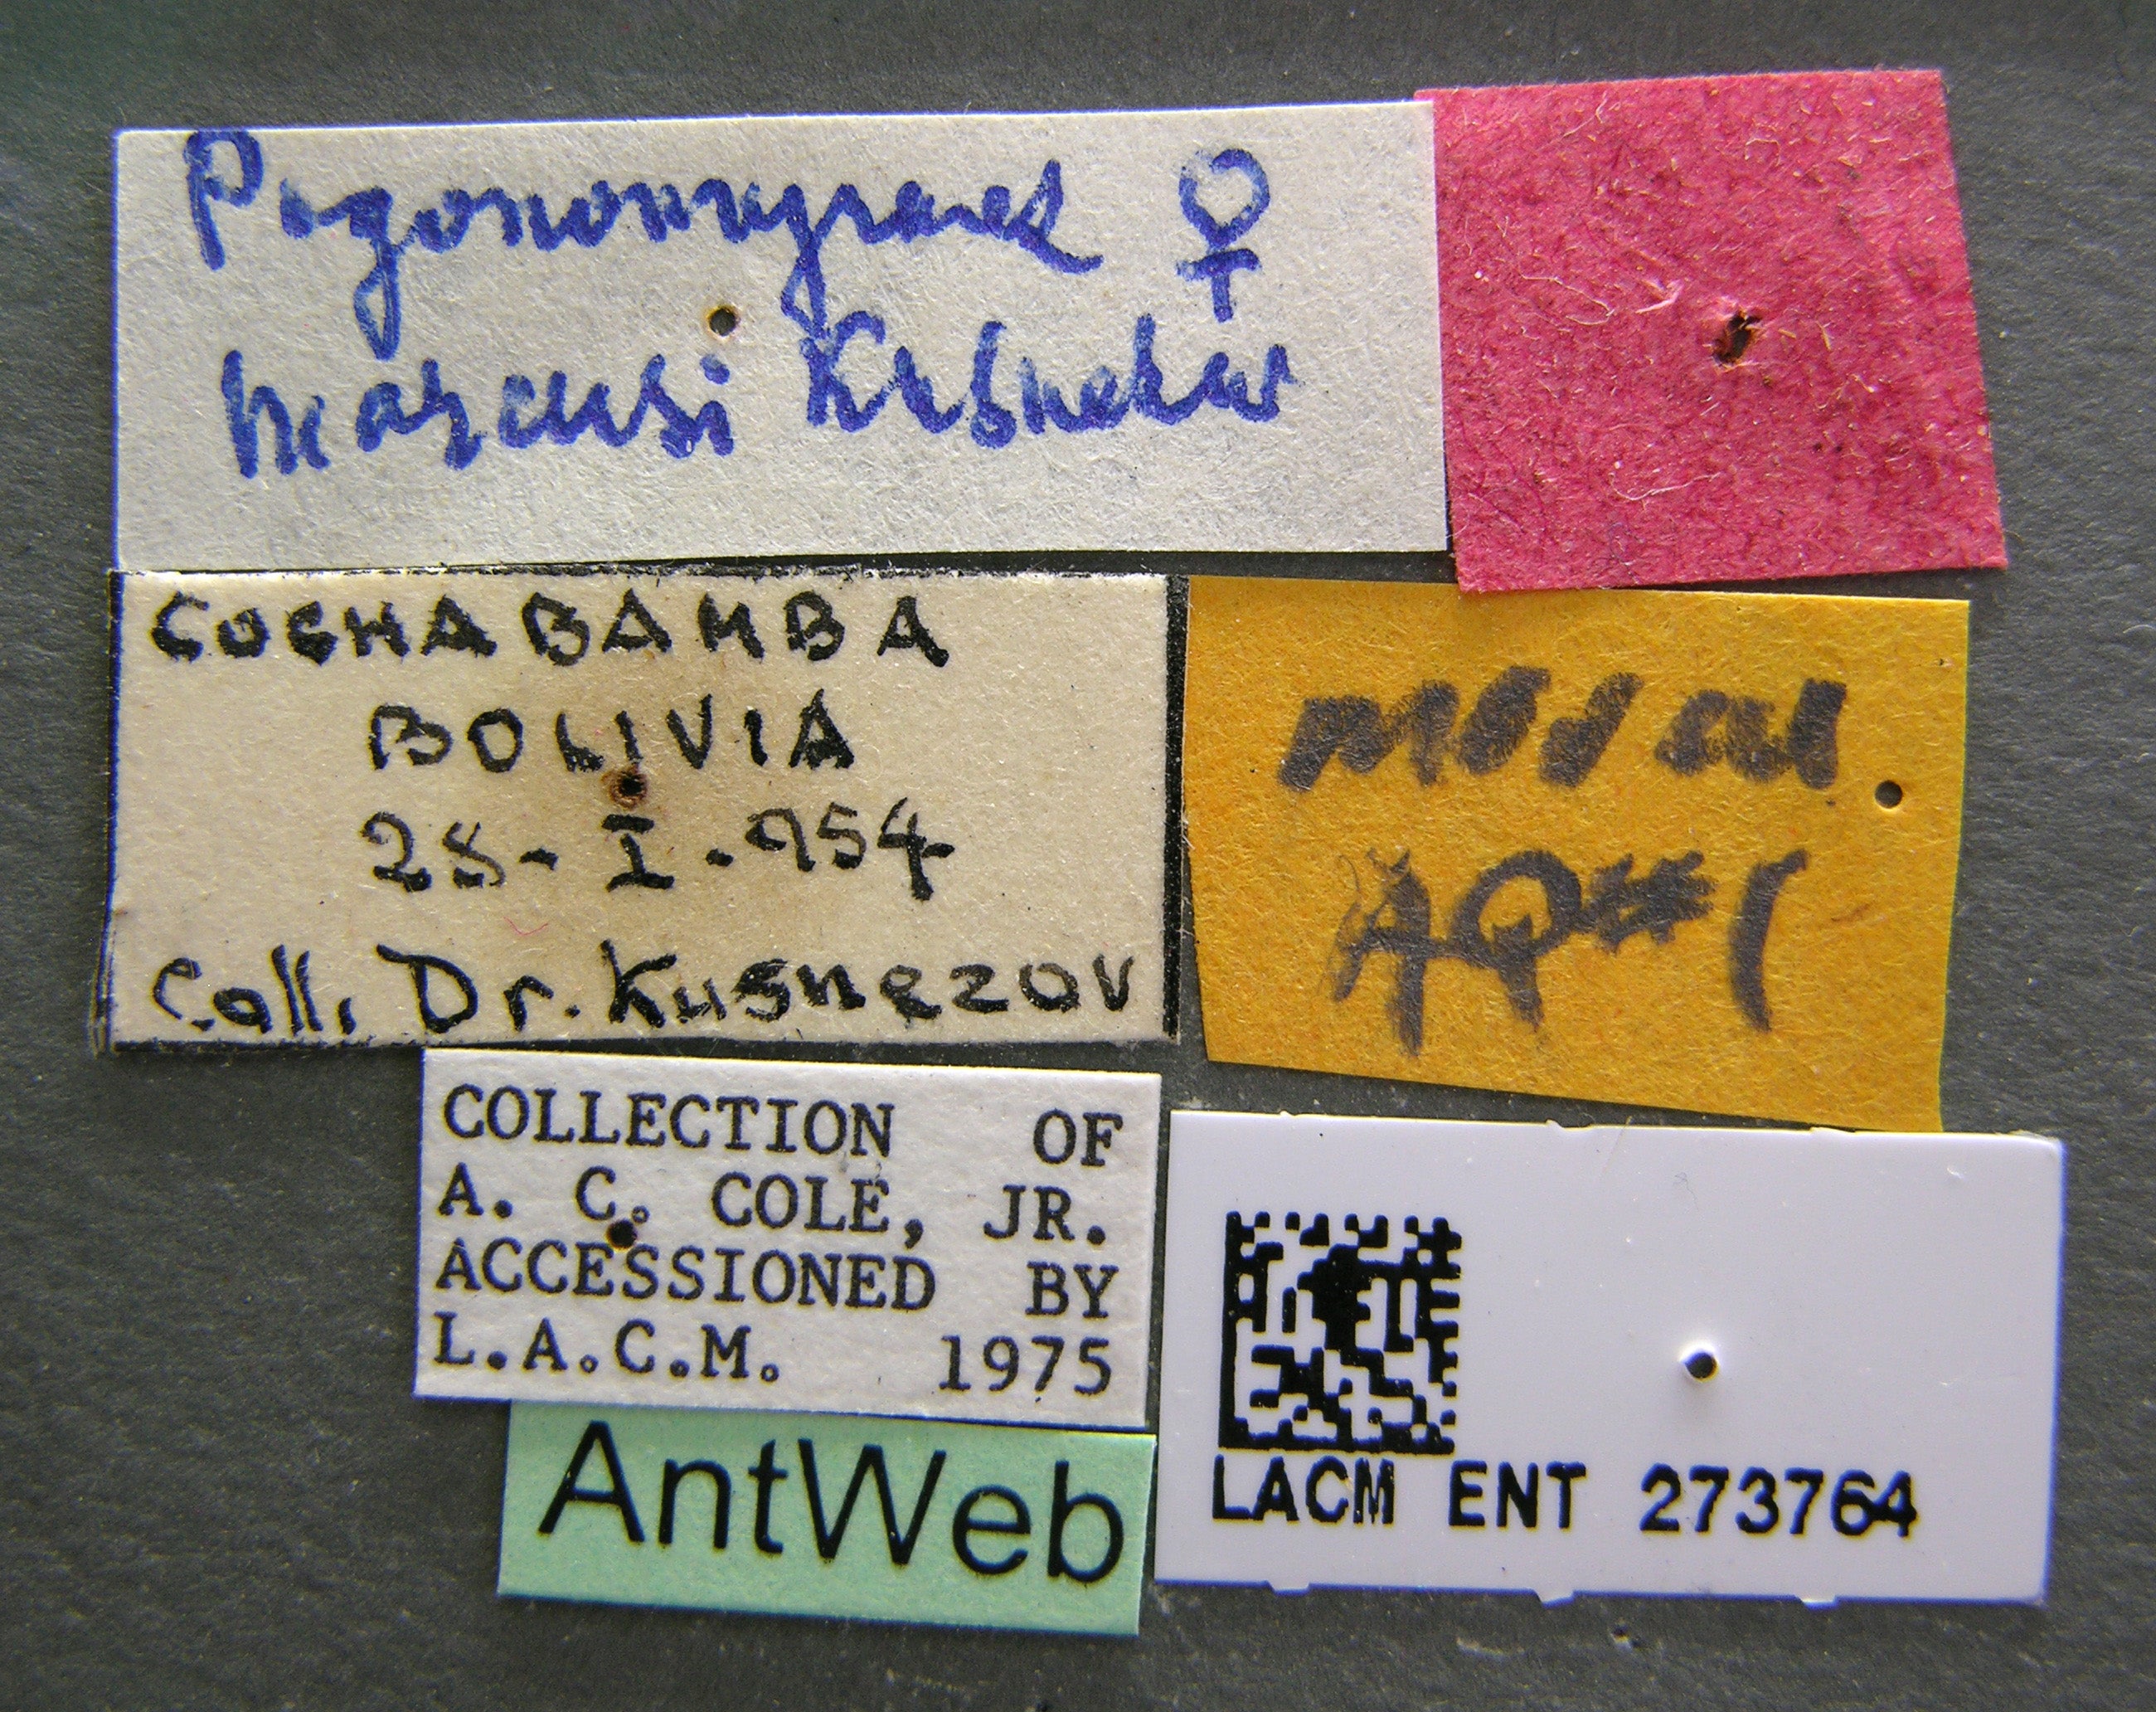 Pogonomyrmex ♀
marcusi Kusnezov
COCHABAMBA
BOLIVIA
28-I.954
Coll. Dr. Kusnezov
AQ#1
COLLECTION OF
A. C. COLE, JR.
ACCESSIONED BY
L.A.C.M. 1975
AntWeb
LACM ENT 273764